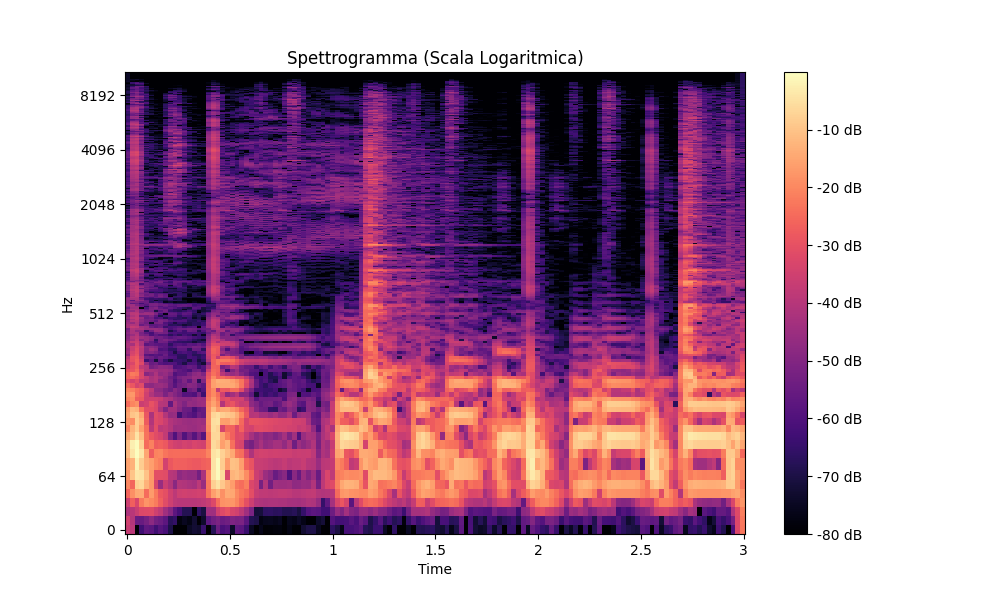 Spettrogramma (Scala Logaritmica)
Hz
8192
4096
2048
1024
512
256
128
64
0
0
0.5
1
1.5
2
2.5
3
Time
-10 dB
-20 dB
-30 dB
-40 dB
-50 dB
-60 dB
-70 dB
-80 dB